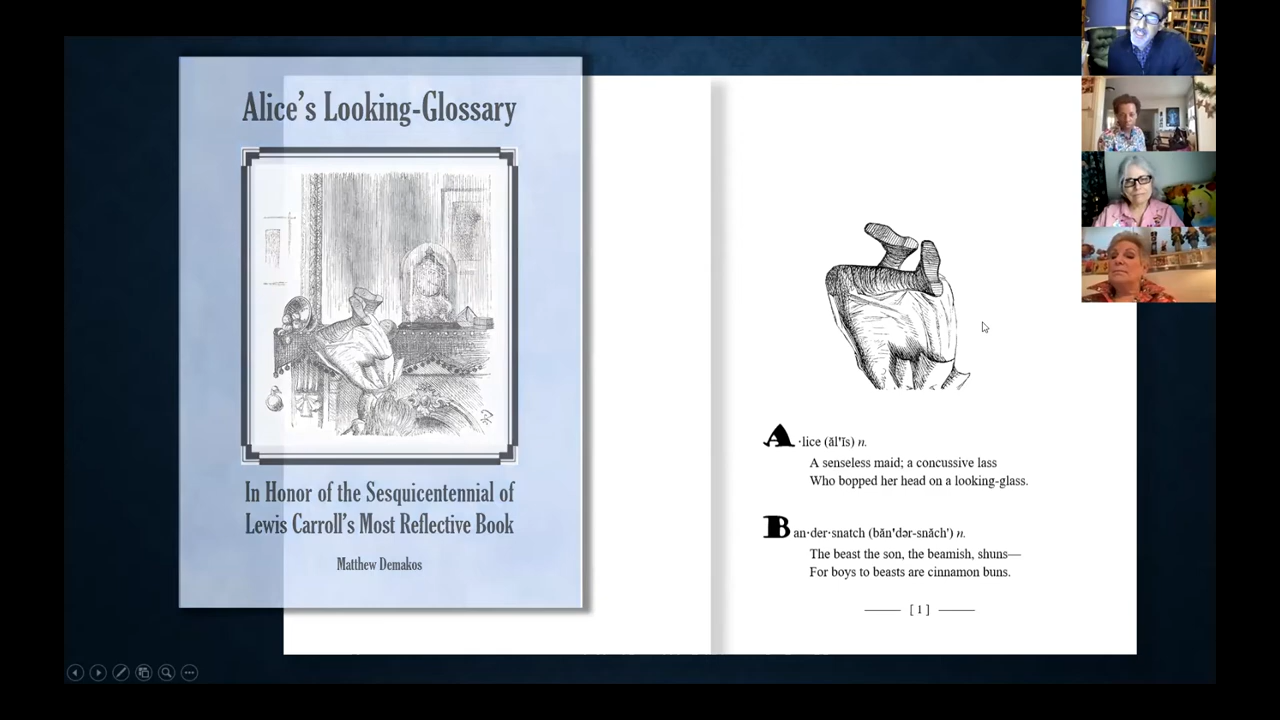 Alice's Looking-Glossary
In Honor of the Sesquicentennial of
Lewis Carroll's Most Reflective Book
Matthew Demakos
A·lice (ăl'ĭs) n.
A senseless maid; a concussive lass
Who bopped her head on a looking-glass.
Ban·der·snatch (băn'dər-snăch') n.
The beast the son, the beamish, shuns—
For boys to beasts are cinnamon buns.
[ 1 ]